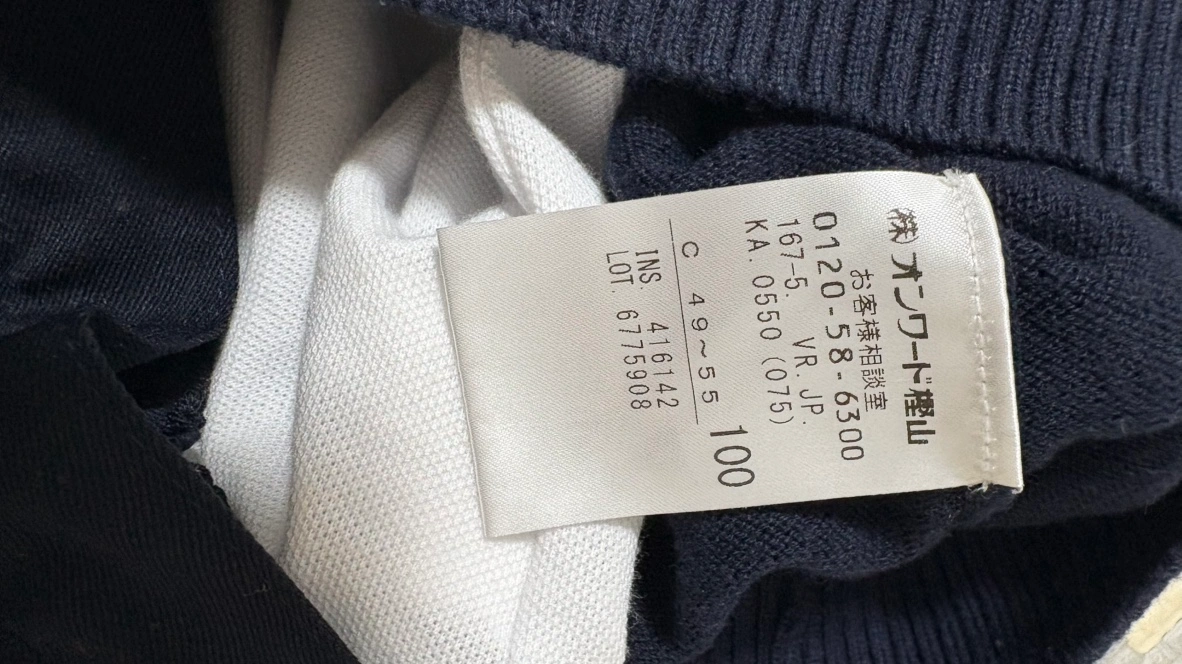 ㈱オンワード樫山
お客様相談室
0120-58-6300
167-5. VR. JP.
KA. 0550 (075)
100
C 49~55
INS. 416142
LOT. 6775908